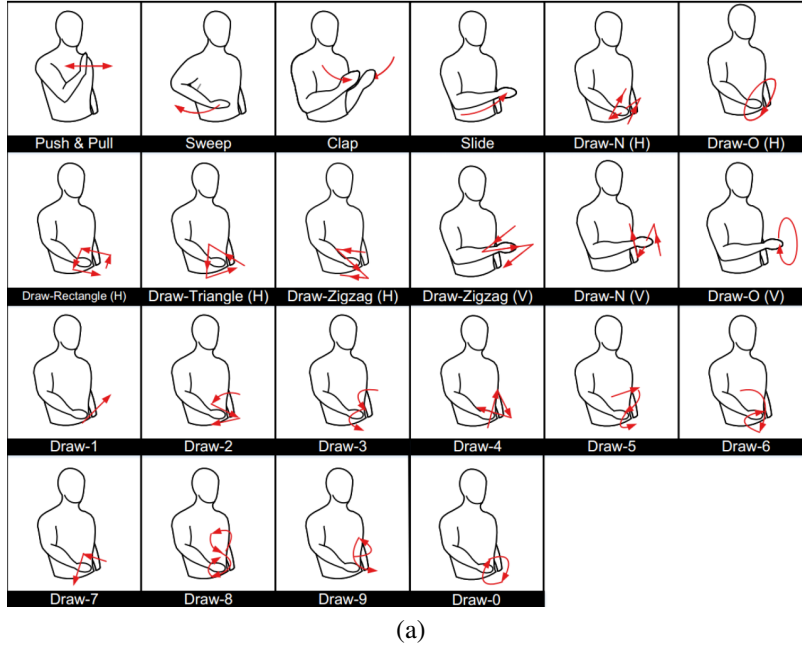 Push & Pull
Sweep
Clap
Slide
Draw-N (H)
Draw-O (H)
Draw-Rectangle (H)
Draw-Triangle (H)
Draw-Zigzag (H)
Draw-Zigzag (V)
Draw-N (V)
Draw-O (V)
Draw-1
Draw-2
Draw-3
Draw-4
Draw-5
Draw-6
Draw-7
Draw-8
Draw-9
Draw-0
(a)